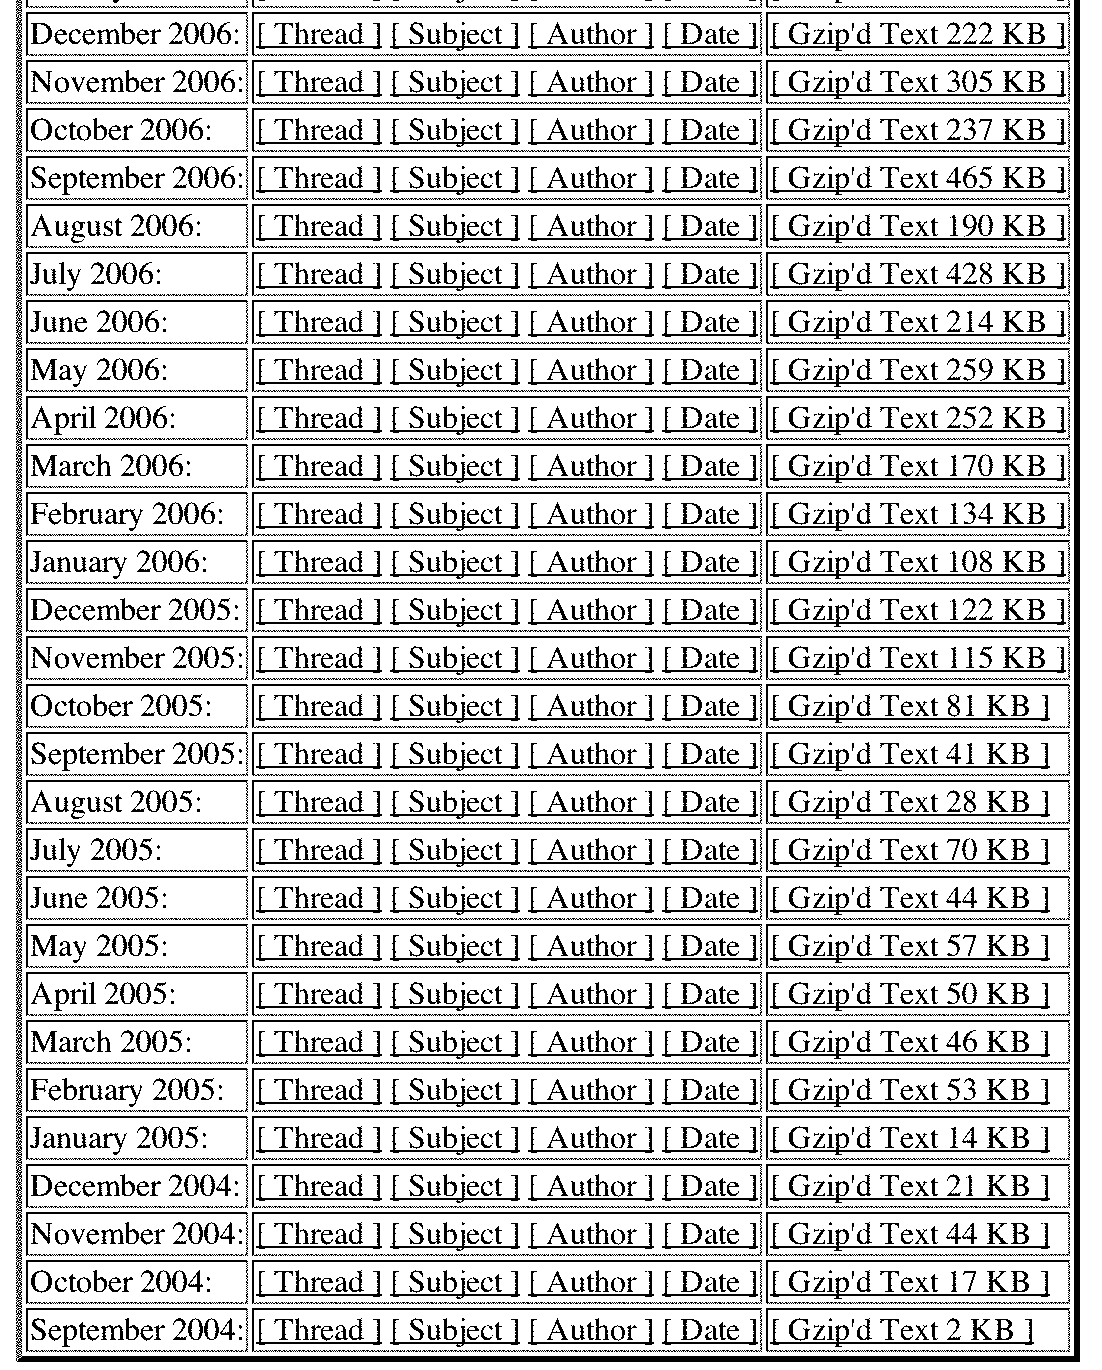 December 2006: [ Thread ] [ Subject ] [ Author ] [ Date ] [ Gzip'd Text 222 KB ]
November 2006: [ Thread ] [ Subject ] [ Author ] [ Date ] [ Gzip'd Text 305 KB ]
October 2006: [ Thread ] [ Subject ] [ Author ] [ Date ] [ Gzip'd Text 237 KB ]
September 2006: [ Thread ] [ Subject ] [ Author ] [ Date ] [ Gzip'd Text 465 KB ]
August 2006: [ Thread ] [ Subject ] [ Author ] [ Date ] [ Gzip'd Text 190 KB ]
July 2006: [ Thread ] [ Subject ] [ Author ] [ Date ] [ Gzip'd Text 428 KB ]
June 2006: [ Thread ] [ Subject ] [ Author ] [ Date ] [ Gzip'd Text 214 KB ]
May 2006: [ Thread ] [ Subject ] [ Author ] [ Date ] [ Gzip'd Text 259 KB ]
April 2006: [ Thread ] [ Subject ] [ Author ] [ Date ] [ Gzip'd Text 252 KB ]
March 2006: [ Thread ] [ Subject ] [ Author ] [ Date ] [ Gzip'd Text 170 KB ]
February 2006: [ Thread ] [ Subject ] [ Author ] [ Date ] [ Gzip'd Text 134 KB ]
January 2006: [ Thread ] [ Subject ] [ Author ] [ Date ] [ Gzip'd Text 108 KB ]
December 2005: [ Thread ] [ Subject ] [ Author ] [ Date ] [ Gzip'd Text 122 KB ]
November 2005: [ Thread ] [ Subject ] [ Author ] [ Date ] [ Gzip'd Text 115 KB ]
October 2005: [ Thread ] [ Subject ] [ Author ] [ Date ] [ Gzip'd Text 81 KB ]
September 2005: [ Thread ] [ Subject ] [ Author ] [ Date ] [ Gzip'd Text 41 KB ]
August 2005: [ Thread ] [ Subject ] [ Author ] [ Date ] [ Gzip'd Text 28 KB ]
July 2005: [ Thread ] [ Subject ] [ Author ] [ Date ] [ Gzip'd Text 70 KB ]
June 2005: [ Thread ] [ Subject ] [ Author ] [ Date ] [ Gzip'd Text 44 KB ]
May 2005: [ Thread ] [ Subject ] [ Author ] [ Date ] [ Gzip'd Text 57 KB ]
April 2005: [ Thread ] [ Subject ] [ Author ] [ Date ] [ Gzip'd Text 50 KB ]
March 2005: [ Thread ] [ Subject ] [ Author ] [ Date ] [ Gzip'd Text 46 KB ]
February 2005: [ Thread ] [ Subject ] [ Author ] [ Date ] [ Gzip'd Text 53 KB ]
January 2005: [ Thread ] [ Subject ] [ Author ] [ Date ] [ Gzip'd Text 14 KB ]
December 2004: [ Thread ] [ Subject ] [ Author ] [ Date ] [ Gzip'd Text 21 KB ]
November 2004: [ Thread ] [ Subject ] [ Author ] [ Date ] [ Gzip'd Text 44 KB ]
October 2004: [ Thread ] [ Subject ] [ Author ] [ Date ] [ Gzip'd Text 17 KB ]
September 2004: [ Thread ] [ Subject ] [ Author ] [ Date ] [ Gzip'd Text 2 KB ]